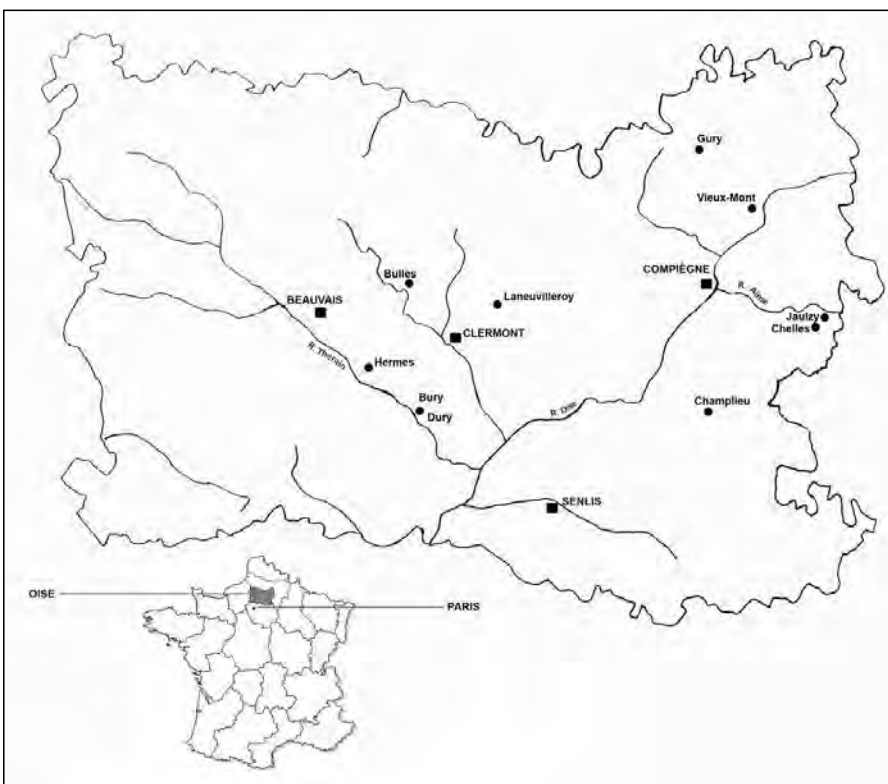 Gury
Vieux-Mont
COMPIÈGNE
Bulles
Laneuvilleroy
R. Aisne
BEAUVAIS
Jaulzy
Chelles
CLERMONT
R. Therain
Hermes
Bury
Dury
Champlieu
R. Oise
SENLIS
OISE
PARIS